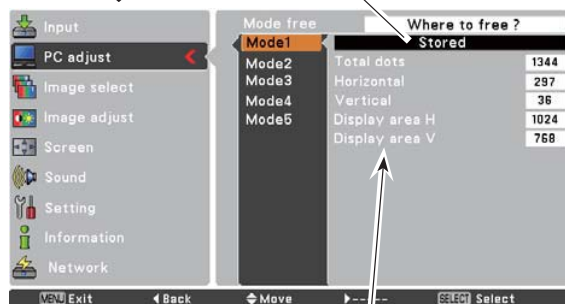 Input
PC adjust
Image select
Image adjust
Screen
Sound
Setting
Information
Network
Mode free
Where to free ?
Mode1
Stored
Mode2
Mode3
Mode4
Mode5
Total dots 1344
Horizontal 297
Vertical 36
Display area H 1024
Display area V 768
MENU Exit
Back
Move
-----
SELECT Select